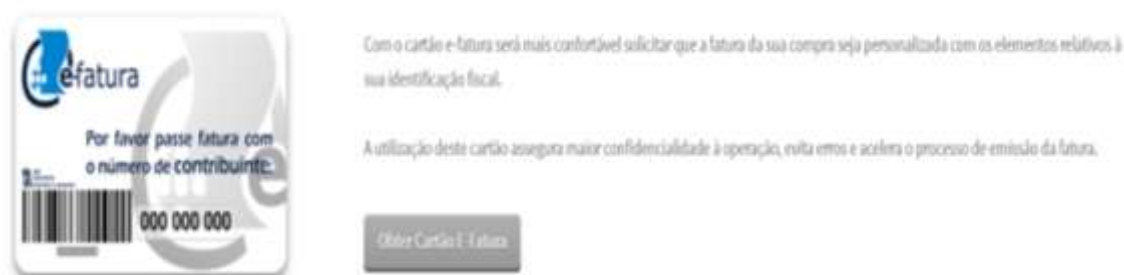 e-fatura
Por favor passe fatura com
o número de contribuinte:
000 000 000
Com o cartão e-fatura será mais confortável solicitar que a fatura da sua compra seja personalizada com os elementos relativos à
sua identificação fiscal.
A utilização deste cartão assegura maior confidencialidade à operação, evita erros e acelera o processo de emissão da fatura.
Obter Cartão E-Fatura